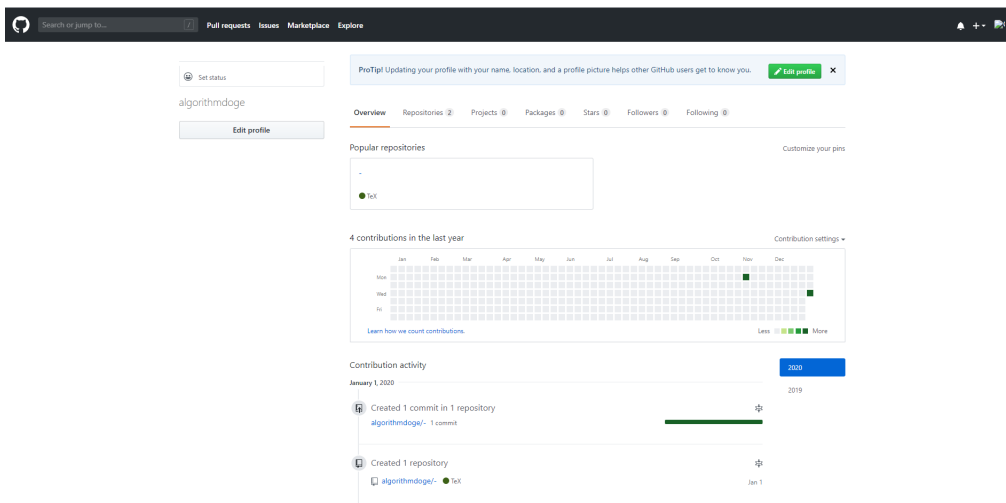 Search or jump to... /
Pull requests Issues Marketplace Explore
Set status
algorithmdoge
Edit profile
ProTip! Updating your profile with your name, location, and a profile picture helps other GitHub users get to know you.
Edit profile
Overview Repositories 2 Projects 0 Packages 0 Stars 0 Followers 0 Following 0
Popular repositories
Customize your pins
-
TeX
4 contributions in the last year
Contribution settings
Jan Feb Mar Apr May Jun Jul Aug Sep Oct Nov Dec
Mon
Wed
Fri
Learn how we count contributions.
Less More
Contribution activity
2020
2019
January 1, 2020
Created 1 commit in 1 repository
algorithmdoge/- 1 commit
Created 1 repository
algorithmdoge/- TeX Jan 1